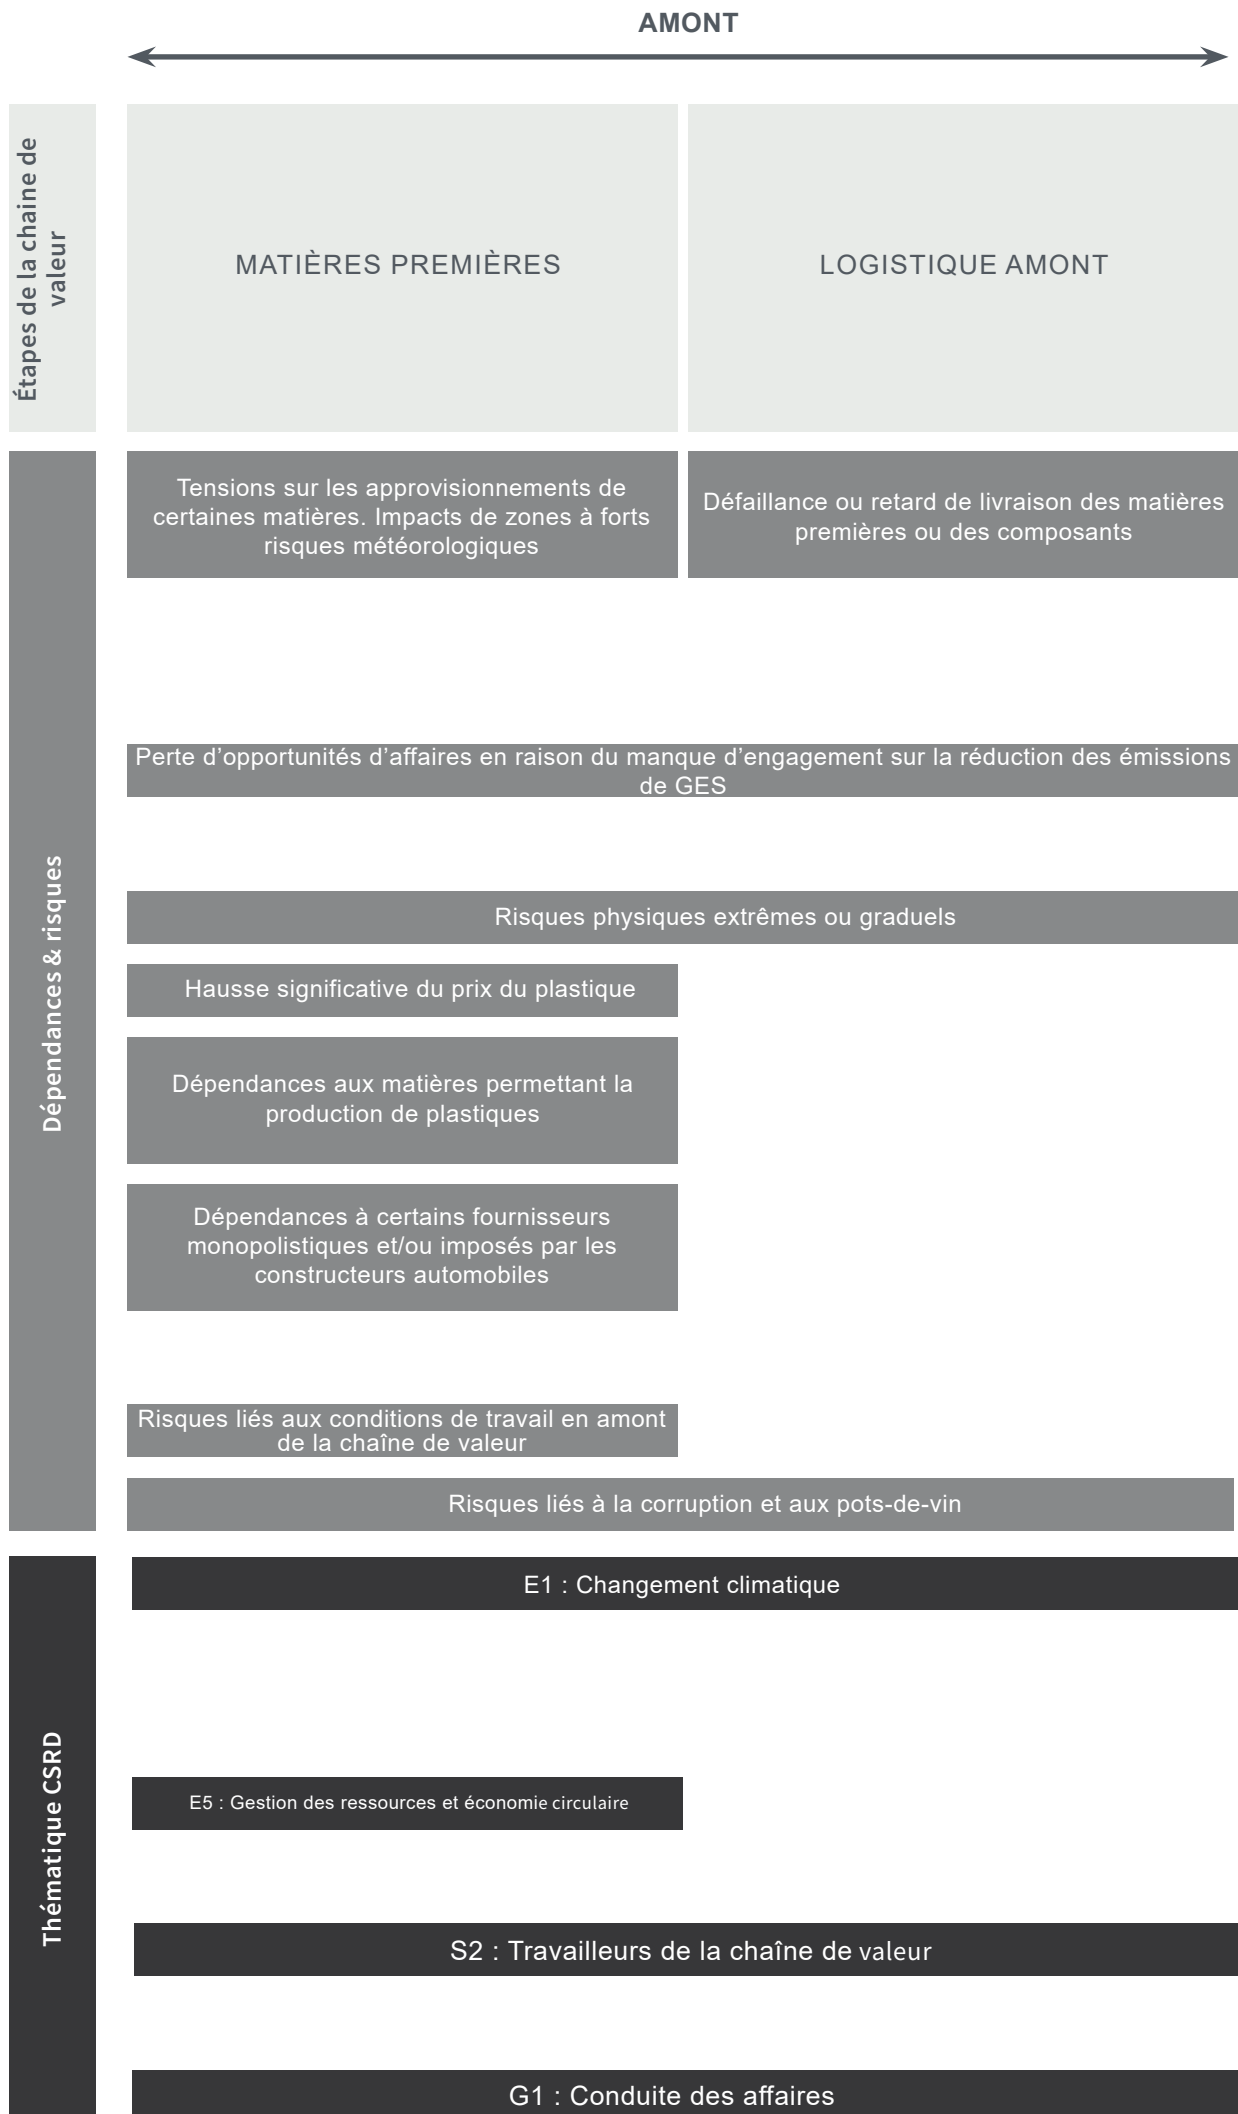 AMONT
Étapes de la chaine de
valeur
MATIÈRES PREMIÈRES
LOGISTIQUE AMONT
Dépendances & risques
Tensions sur les approvisionnements de
certaines matières. Impacts de zones à forts
risques météorologiques
Défaillance ou retard de livraison des matières
premières ou des composants
Perte d’opportunités d’affaires en raison du manque d’engagement sur la réduction des émissions
de GES
Risques physiques extrêmes ou graduels
Hausse significative du prix du plastique
Dépendances aux matières permettant la
production de plastiques
Dépendances à certains fournisseurs
monopolistiques et/ou imposés par les
constructeurs automobiles
Risques liés aux conditions de travail en amont
de la chaîne de valeur
Risques liés à la corruption et aux pots-de-vin
Thématique CSRD
E1 : Changement climatique
E5 : Gestion des ressources et économie circulaire
S2 : Travailleurs de la chaîne de valeur
G1 : Conduite des affaires